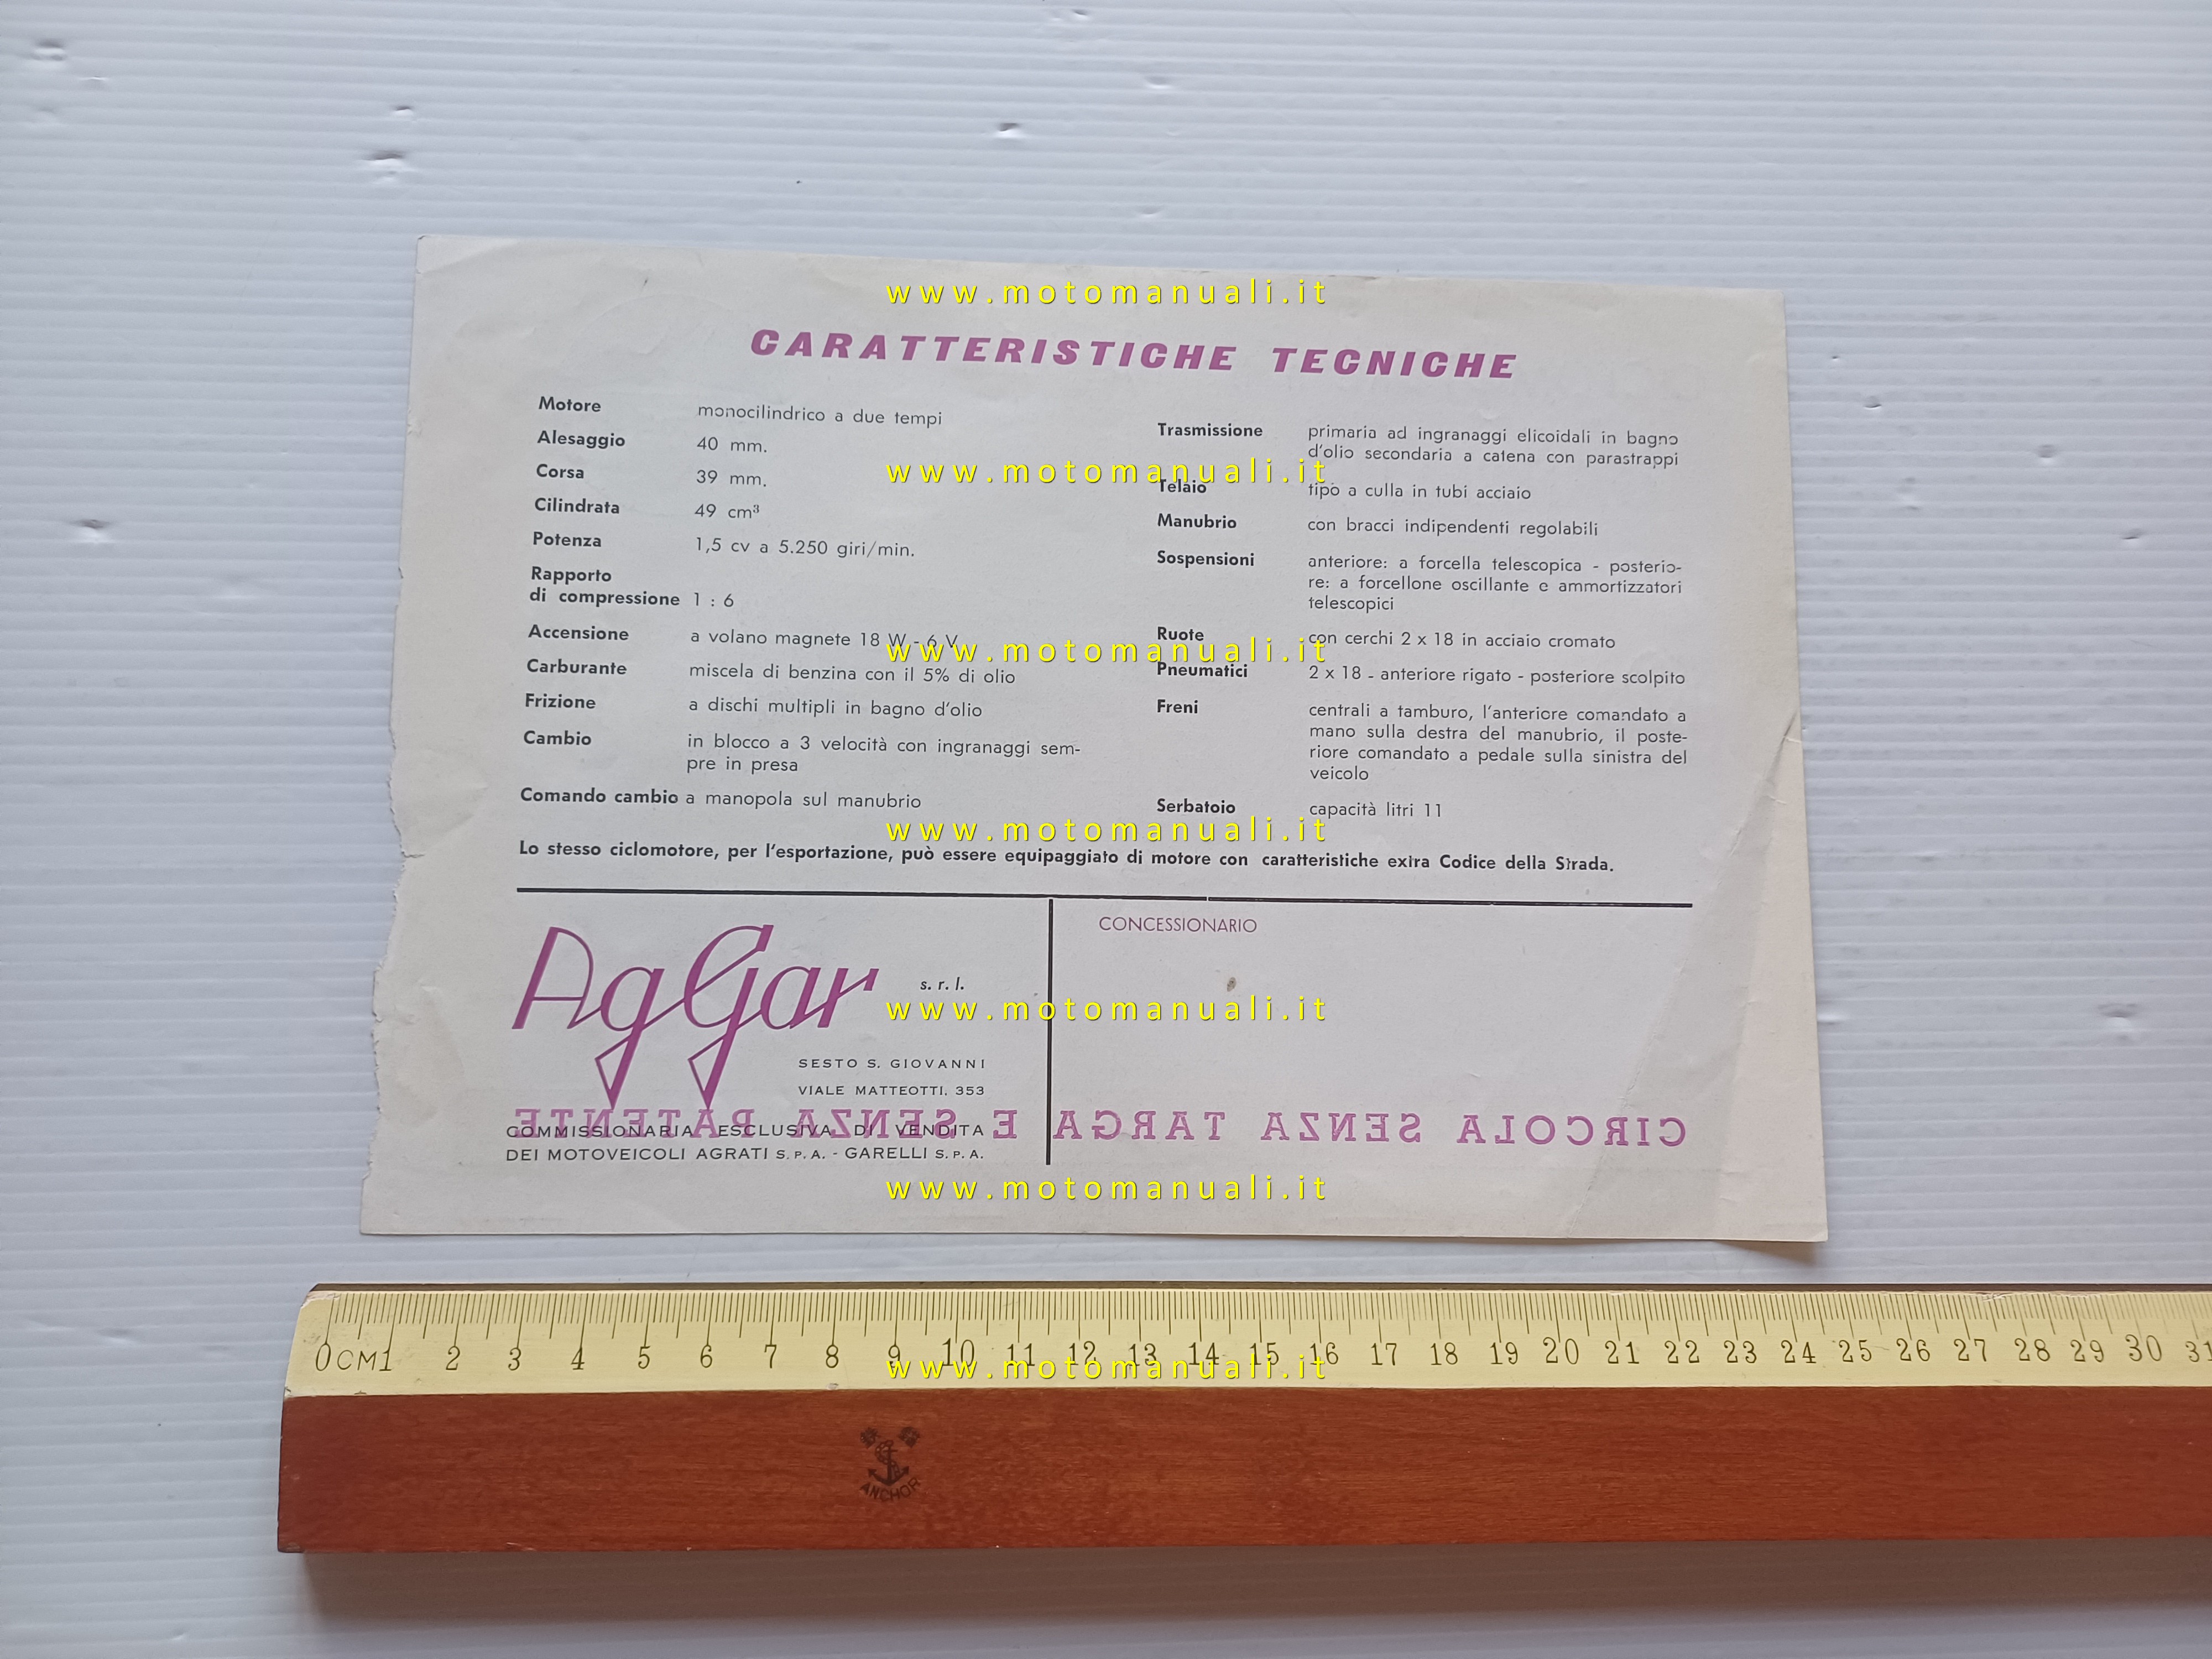 www.motomanuali.it
CARATTERISTICHE TECNICHE
Motore monocilindrico a due tempi
Alesaggio 40 mm.
Corsa 39 mm.
Cilindrata 49 cm³
Potenza 1,5 cv a 5.250 giri/min.
Rapporto
di compressione 1 : 6
Accensione a volano magnete 18 W - 6 V
Carburante miscela di benzina con il 5% di olio
Frizione a dischi multipli in bagno d'olio
Cambio in blocco a 3 velocità con ingranaggi sem-
pre in presa
Comando cambio a manopola sul manubrio
Trasmissione primaria ad ingranaggi elicoidali in bagno
d'olio secondaria a catena con parastrappi
www.motomanuali.it
Telaio tipo a culla in tubi acciaio
Manubrio con bracci indipendenti regolabili
Sospensioni anteriore: a forcella telescopica - posterio-
re: a forcellone oscillante e ammortizzatori
telescopici
Ruote con cerchi 2 x 18 in acciaio cromato
www.motomanuali.it
Pneumatici 2 x 18 - anteriore rigato - posteriore scolpito
Freni centrali a tamburo, l'anteriore comandato a
mano sulla destra del manubrio, il poste-
riore comandato a pedale sulla sinistra del
veicolo
Serbatoio capacità litri 11
www.motomanuali.it
Lo stesso ciclomotore, per l'esportazione, può essere equipaggiato di motore con caratteristiche extra Codice della Strada.
AgGar s. r. l.
www.motomanuali.it
SESTO S. GIOVANNI
VIALE MATTEOTTI, 353
COMMISSIONARIA ESCLUSIVA DI VENDITA
DEI MOTOVEICOLI AGRATI S.P.A. - GARELLI S.P.A.
CONCESSIONARIO
CIRCOLA SENZA TARGA E SENZA PATENTE
www.motomanuali.it
0 CM 1 2 3 4 5 6 7 8 9 10 11 12 13 14 15 16 17 18 19 20 21 22 23 24 25 26 27 28 29 30 31
www.motomanuali.it
ANCHOR